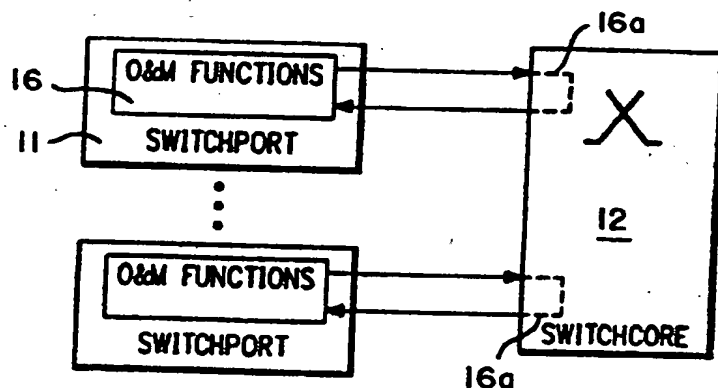 16a
O&M FUNCTIONS
16
11
SWITCHPORT
12
O&M FUNCTIONS
SWITCHPORT
16a
SWITCHCORE